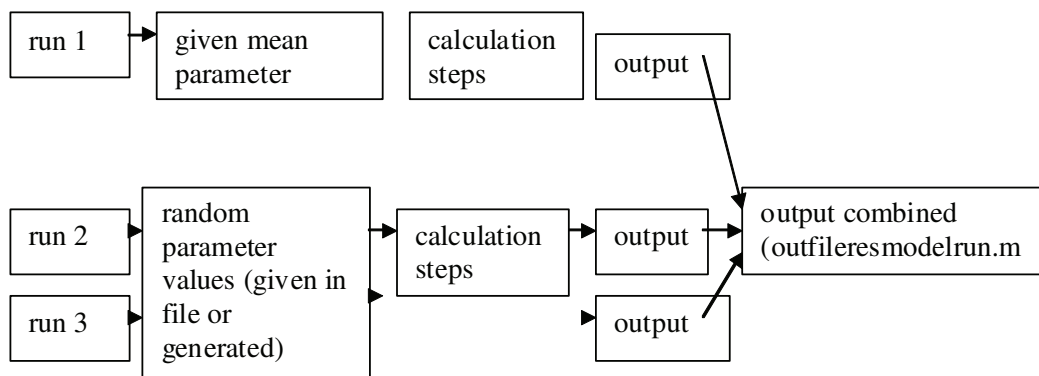 run 1
given mean
parameter
calculation
steps
output
run 2
random
parameter
values (given in
file or
generated)
calculation
steps
output
output combined
(outfileresmodelrun.m
run 3
output